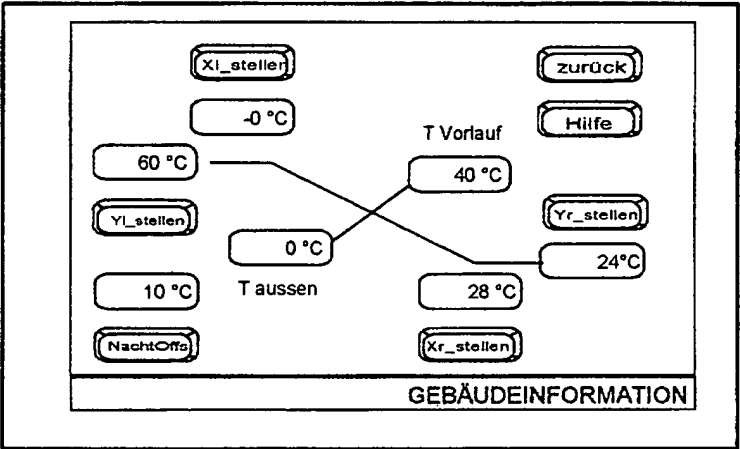 Xl_stellen
zurück
-0 °C
Hilfe
T Vorlauf
60 °C
40 °C
Yl_stellen
Yr_stellen
0 °C
24°C
T aussen
10 °C
28 °C
NachtOffs
Xr_stellen
GEBÄUDEINFORMATION